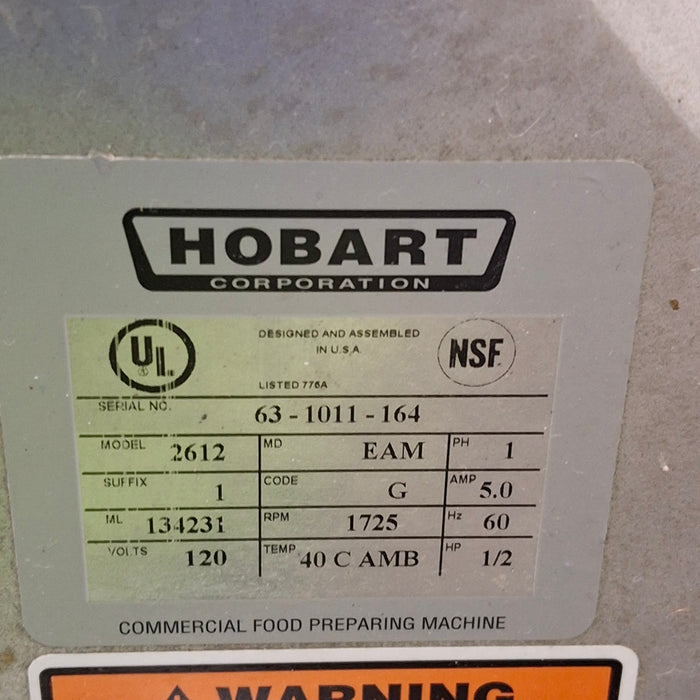 HOBART
CORPORATION
UL
DESIGNED AND ASSEMBLED
IN U.S.A.
NSF
LISTED 776A
SERIAL NO. 63 - 1011 - 164
MODEL 2612 MD EAM PH 1
SUFFIX 1 CODE G AMP 5.0
ML 134231 RPM 1725 Hz 60
VOLTS 120 TEMP 40 C AMB HP 1/2
COMMERCIAL FOOD PREPARING MACHINE
WARNING